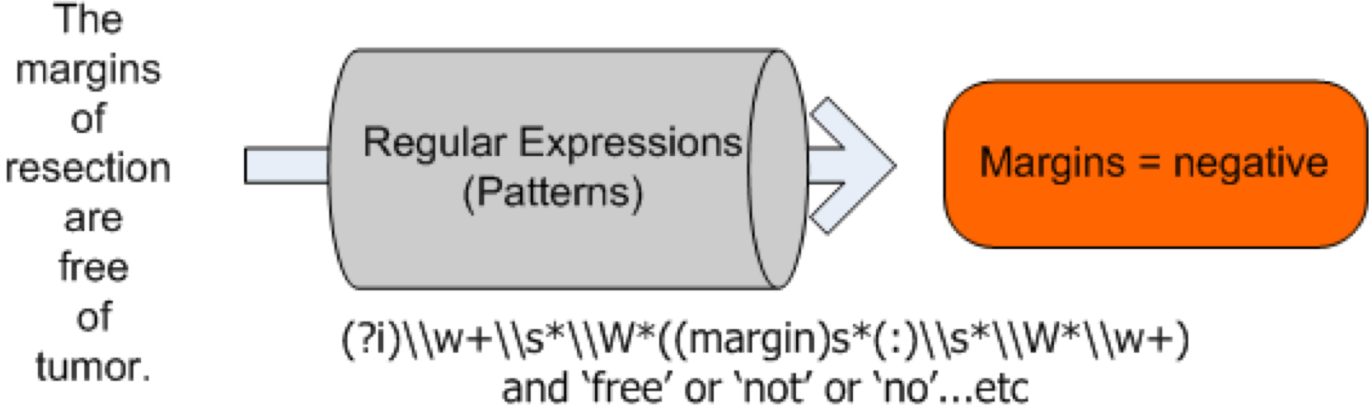 The
margins
of
resection
are
free
of
tumor.
Regular Expressions
(Patterns)
Margins = negative
(?i)\\w+\\s*\\W*((margin)s*(:)\\s*\\W*\\w+)
and ‘free’ or ‘not’ or ‘no’...etc